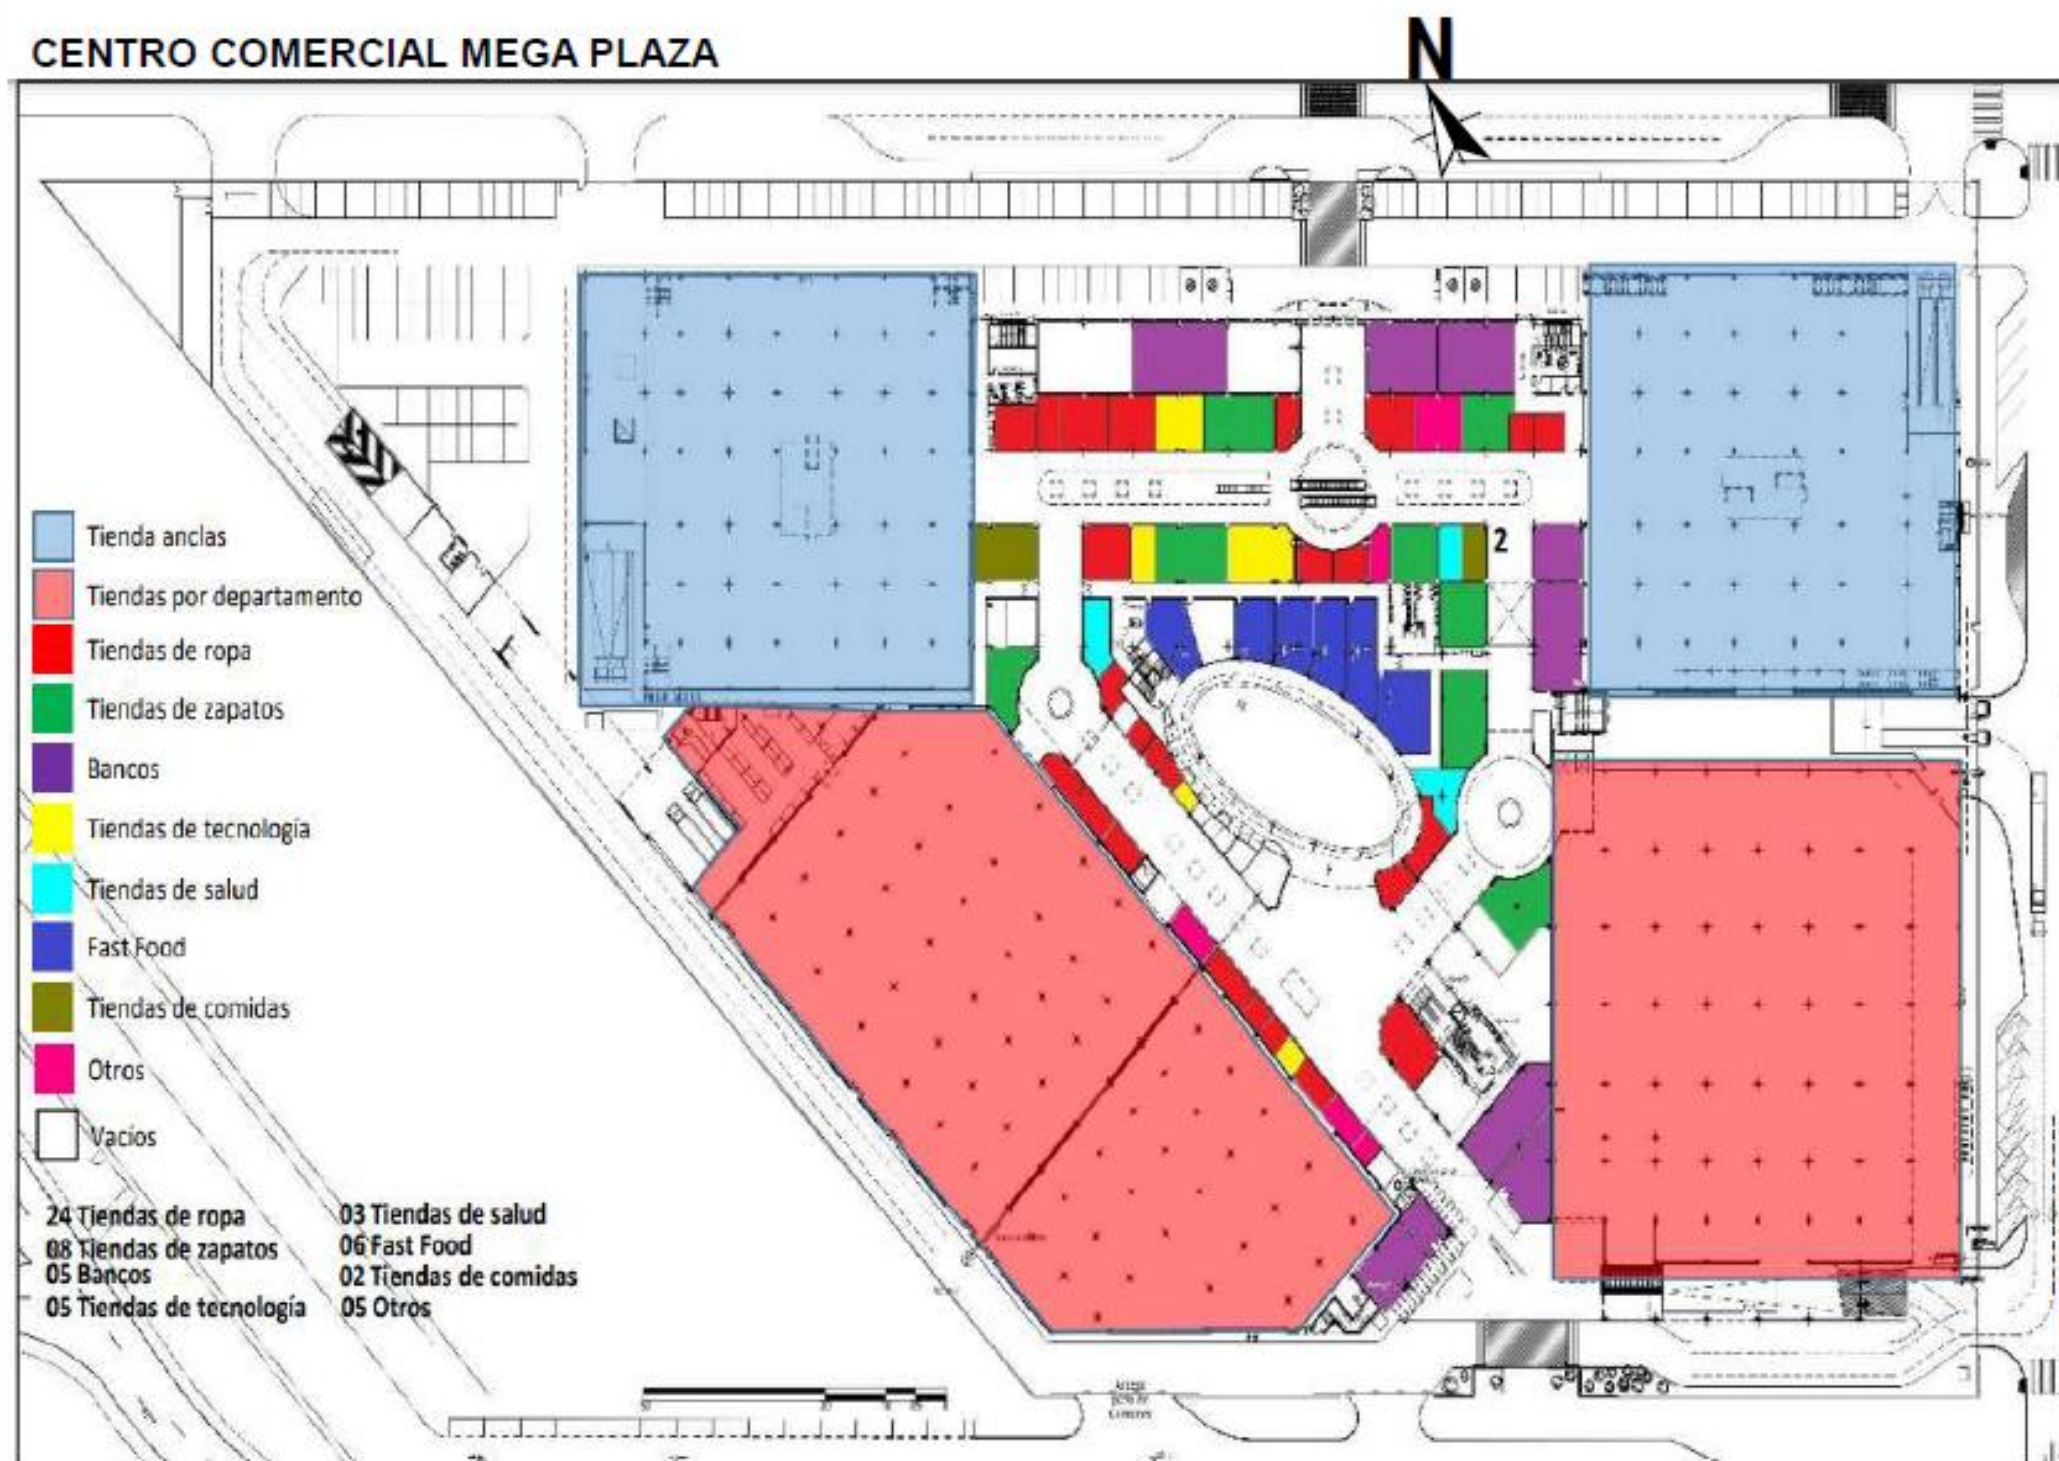 CENTRO COMERCIAL MEGA PLAZA
N
Tienda anclas
Tiendas por departamento
Tiendas de ropa
Tiendas de zapatos
Bancos
Tiendas de tecnología
Tiendas de salud
Fast Food
Tiendas de comidas
Otros
Vacios
2
24 Tiendas de ropa
08 Tiendas de zapatos
05 Bancos
05 Tiendas de tecnología
03 Tiendas de salud
06 Fast Food
02 Tiendas de comidas
05 Otros